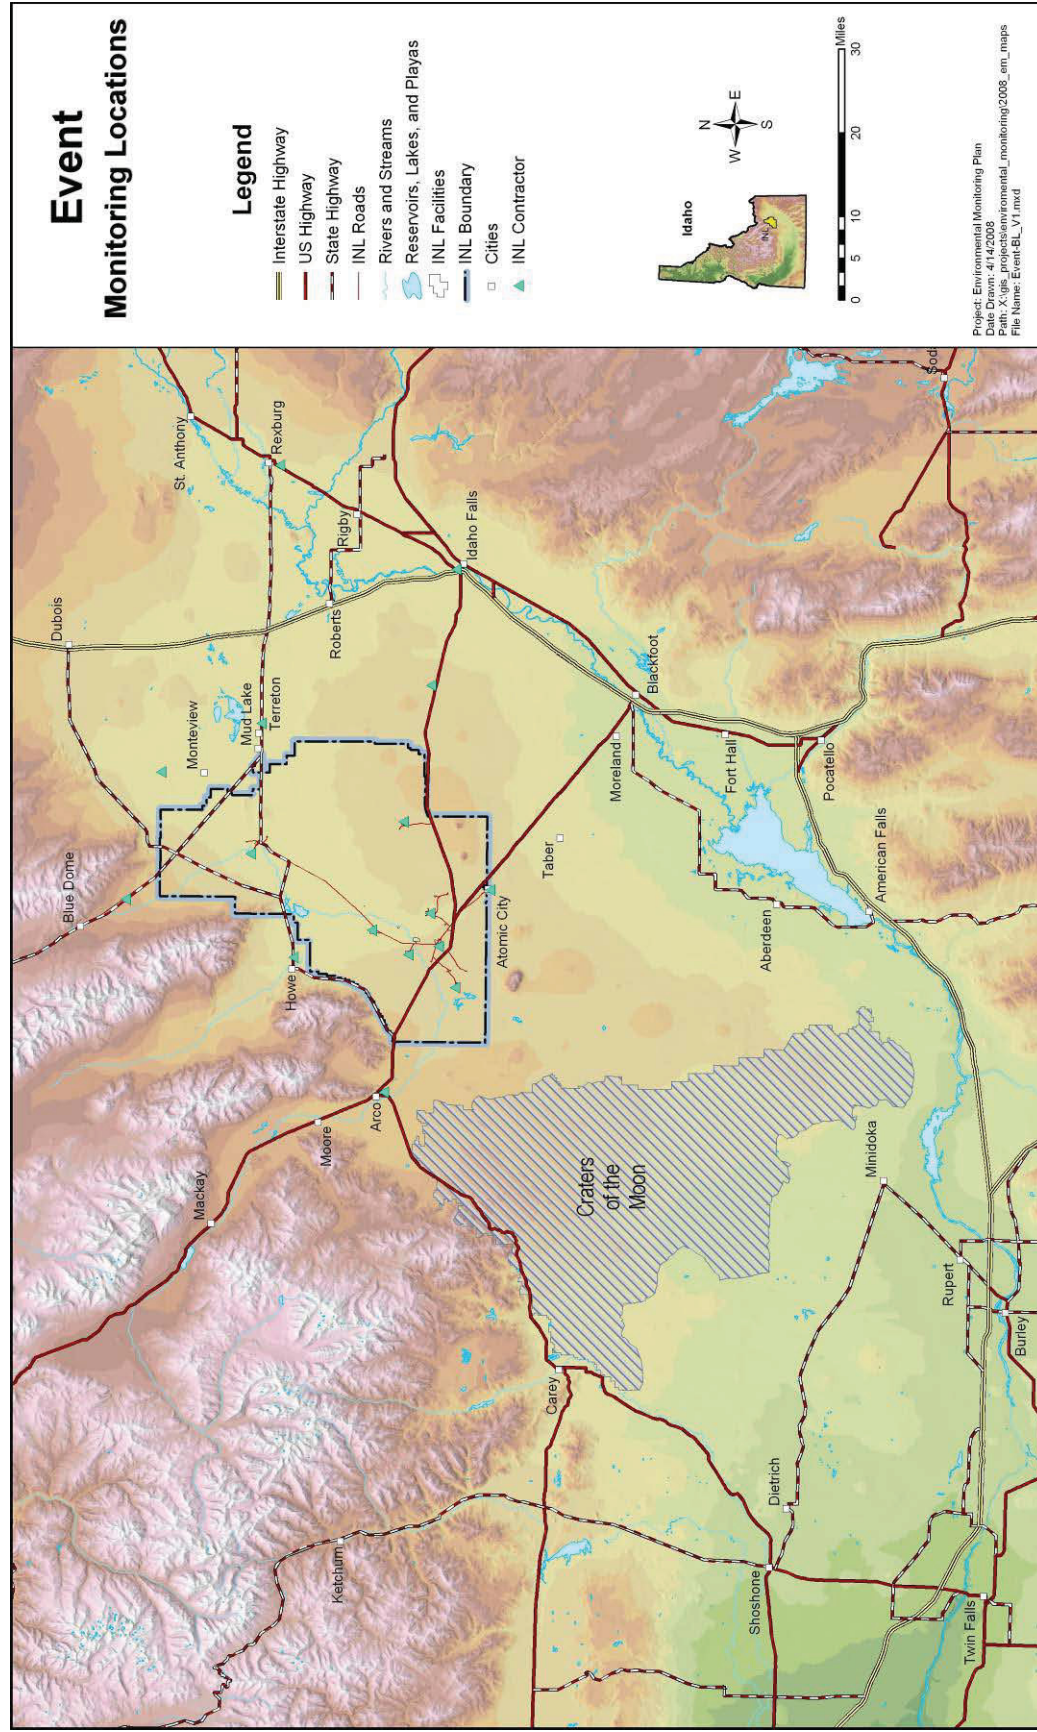 Event
Monitoring Locations
Legend
Interstate Highway
US Highway
State Highway
INL Roads
Rivers and Streams
Reservoirs, Lakes, and Playas
INL Facilities
INL Boundary
Cities
INL Contractor
N
W
E
S
Idaho
INL
0
5
10
20
30
Miles
Project: Environmental Monitoring Plan
Date Drawn: 4/14/2008
Path: X:\gis_projects\enviromental_monitoring\2008_em_maps
File Name: Event-BL_V1.mxd
Dubois
St. Anthony
Blue Dome
Monteview
Mud Lake
Terreton
Rexburg
Mackay
Howe
Roberts
Rigby
Moore
Ketchum
Arco
Idaho Falls
Atomic City
Carey
Taber
Craters
of the
Moon
Moreland
Blackfoot
Fort Hall
Aberdeen
Dietrich
Shoshone
Pocatello
American Falls
Minidoka
Rupert
Soda
Twin Falls
Burley